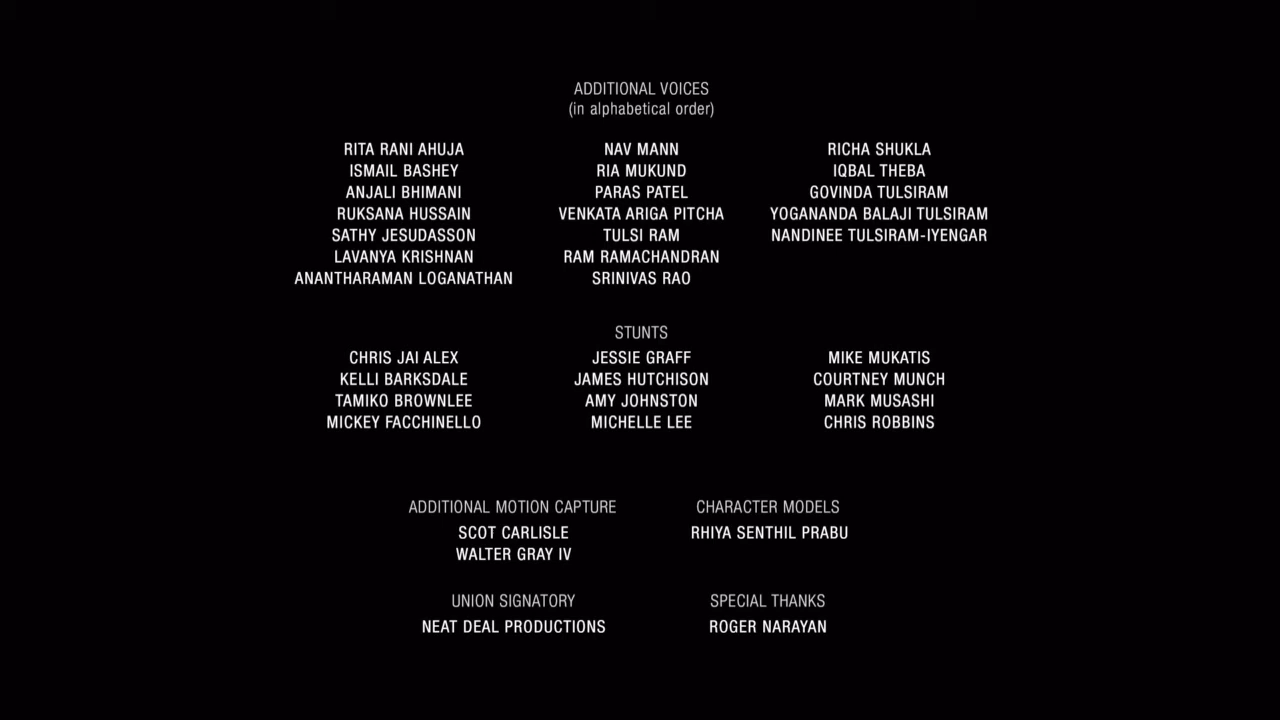 ADDITIONAL VOICES
(in alphabetical order)
RITA RANI AHUJA
ISMAIL BASHEY
ANJALI BHIMANI
RUKSANA HUSSAIN
SATHY JESUDASSON
LAVANYA KRISHNAN
ANANTHARAMAN LOGANATHAN
NAV MANN
RIA MUKUND
PARAS PATEL
VENKATA ARIGA PITCHA
TULSI RAM
RAM RAMACHANDRAN
SRINIVAS RAO
RICHA SHUKLA
IQBAL THEBA
GOVINDA TULSIRAM
YOGANANDA BALAJI TULSIRAM
NANDINEE TULSIRAM-IYENGAR
STUNTS
CHRIS JAI ALEX
KELLI BARKSDALE
TAMIKO BROWNLEE
MICKEY FACCHINELLO
JESSIE GRAFF
JAMES HUTCHISON
AMY JOHNSTON
MICHELLE LEE
MIKE MUKATIS
COURTNEY MUNCH
MARK MUSASHI
CHRIS ROBBINS
ADDITIONAL MOTION CAPTURE
SCOT CARLISLE
WALTER GRAY IV
CHARACTER MODELS
RHIYA SENTHIL PRABU
UNION SIGNATORY
NEAT DEAL PRODUCTIONS
SPECIAL THANKS
ROGER NARAYAN